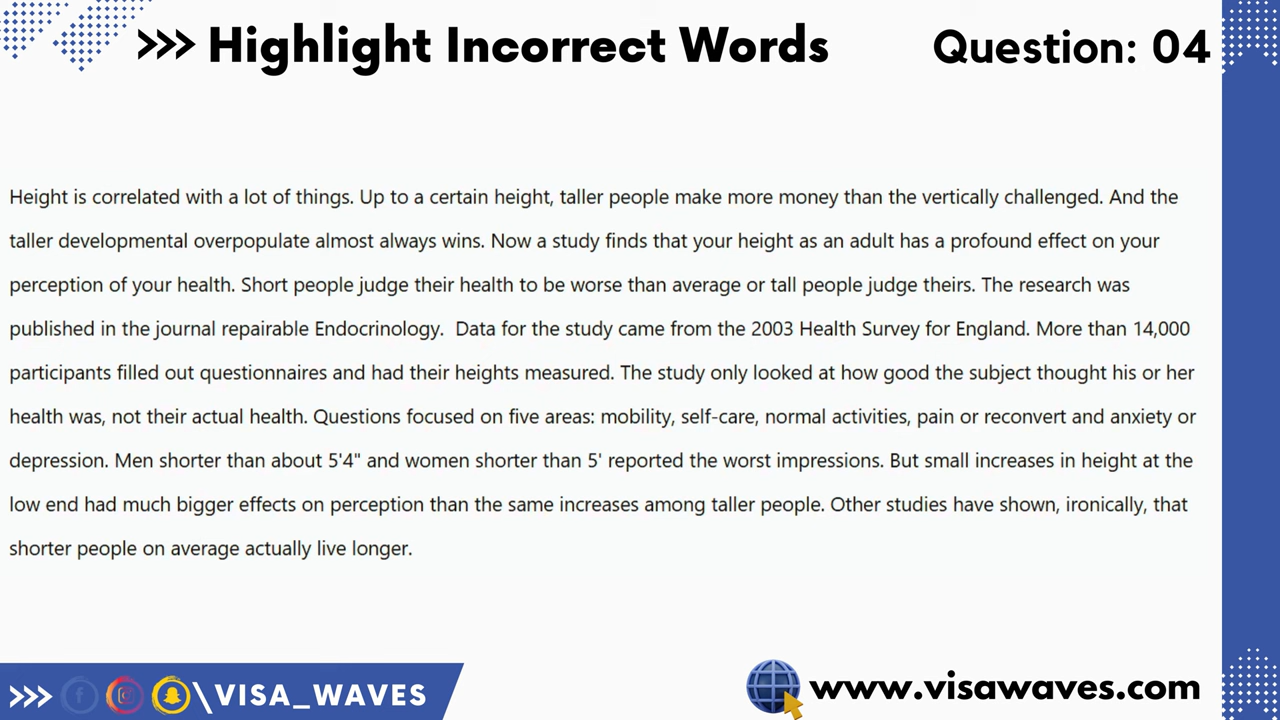 >>> Highlight Incorrect Words
Question: 04
Height is correlated with a lot of things. Up to a certain height, taller people make more money than the vertically challenged. And the
taller developmental overpopulate almost always wins. Now a study finds that your height as an adult has a profound effect on your
perception of your health. Short people judge their health to be worse than average or tall people judge theirs. The research was
published in the journal repairable Endocrinology.  Data for the study came from the 2003 Health Survey for England. More than 14,000
participants filled out questionnaires and had their heights measured. The study only looked at how good the subject thought his or her
health was, not their actual health. Questions focused on five areas: mobility, self-care, normal activities, pain or reconvert and anxiety or
depression. Men shorter than about 5'4" and women shorter than 5' reported the worst impressions. But small increases in height at the
low end had much bigger effects on perception than the same increases among taller people. Other studies have shown, ironically, that
shorter people on average actually live longer.
>>> \VISA_WAVES
www.visawaves.com